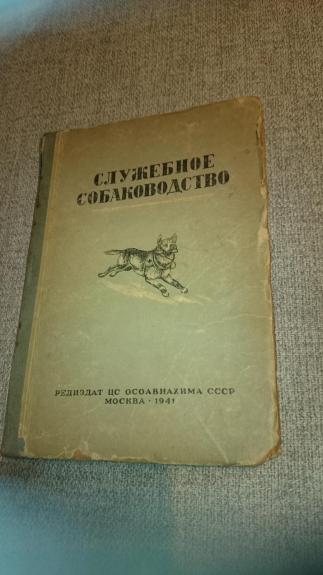 СЛУЖЕБНОЕ
СОБАКОВОДСТВО
РЕДИЗДАТ ЦС ОСОАВИАХИМА СССР
МОСКВА • 1941